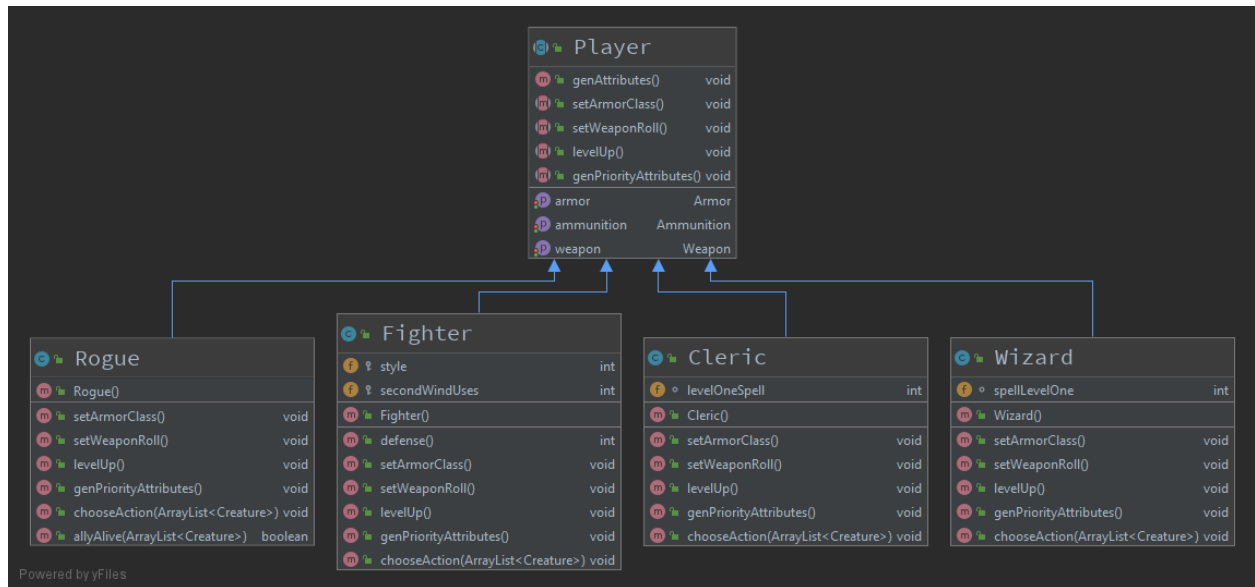 Player
genAttributes() void
setArmorClass() void
setWeaponRoll() void
levelUp() void
genPriorityAttributes() void
armor Armor
ammunition Ammunition
weapon Weapon
Rogue
Rogue()
setArmorClass() void
setWeaponRoll() void
levelUp() void
genPriorityAttributes() void
chooseAction(ArrayList<Creature>) void
allyAlive(ArrayList<Creature>) boolean
Fighter
style int
secondWindUses int
Fighter()
defense() int
setArmorClass() void
setWeaponRoll() void
levelUp() void
genPriorityAttributes() void
chooseAction(ArrayList<Creature>) void
Cleric
levelOneSpell int
Cleric()
setArmorClass() void
setWeaponRoll() void
levelUp() void
genPriorityAttributes() void
chooseAction(ArrayList<Creature>) void
Wizard
spellLevelOne int
Wizard()
setArmorClass() void
setWeaponRoll() void
levelUp() void
genPriorityAttributes() void
chooseAction(ArrayList<Creature>) void
Powered by yFiles